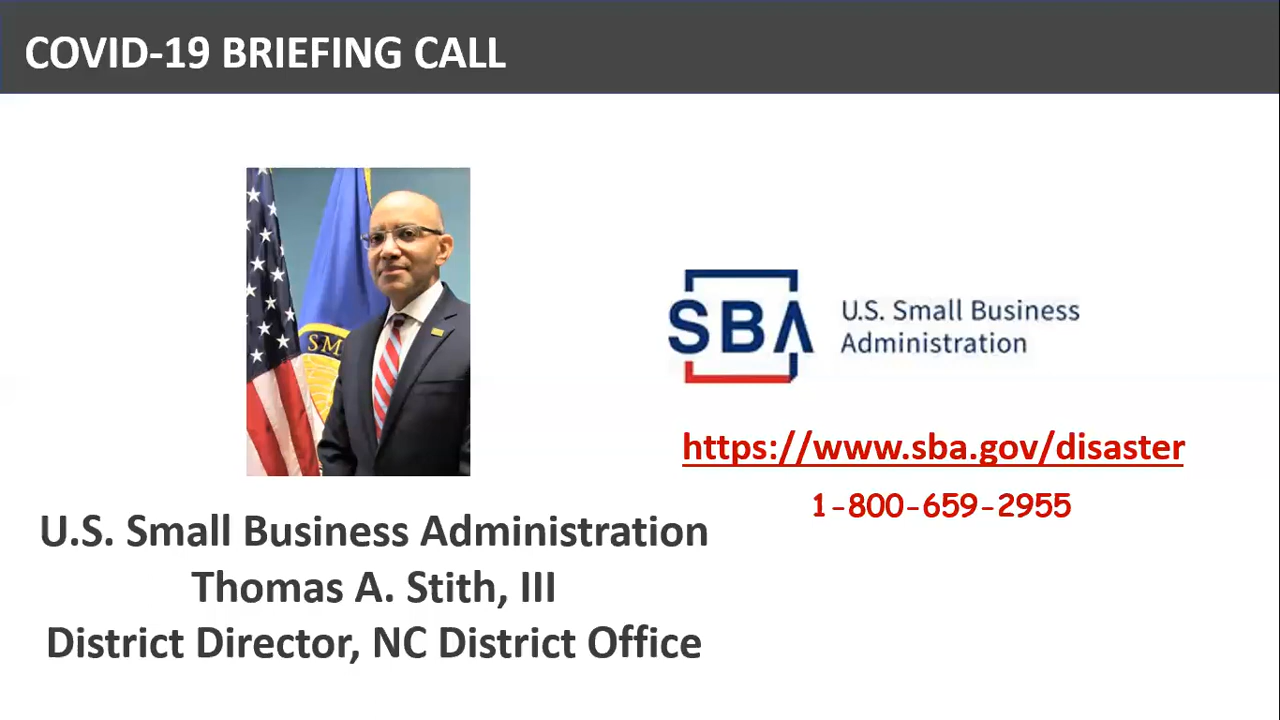 COVID-19 BRIEFING CALL
SM
SBA
U.S. Small Business
Administration
https://www.sba.gov/disaster
1-800-659-2955
U.S. Small Business Administration
Thomas A. Stith, III
District Director, NC District Office